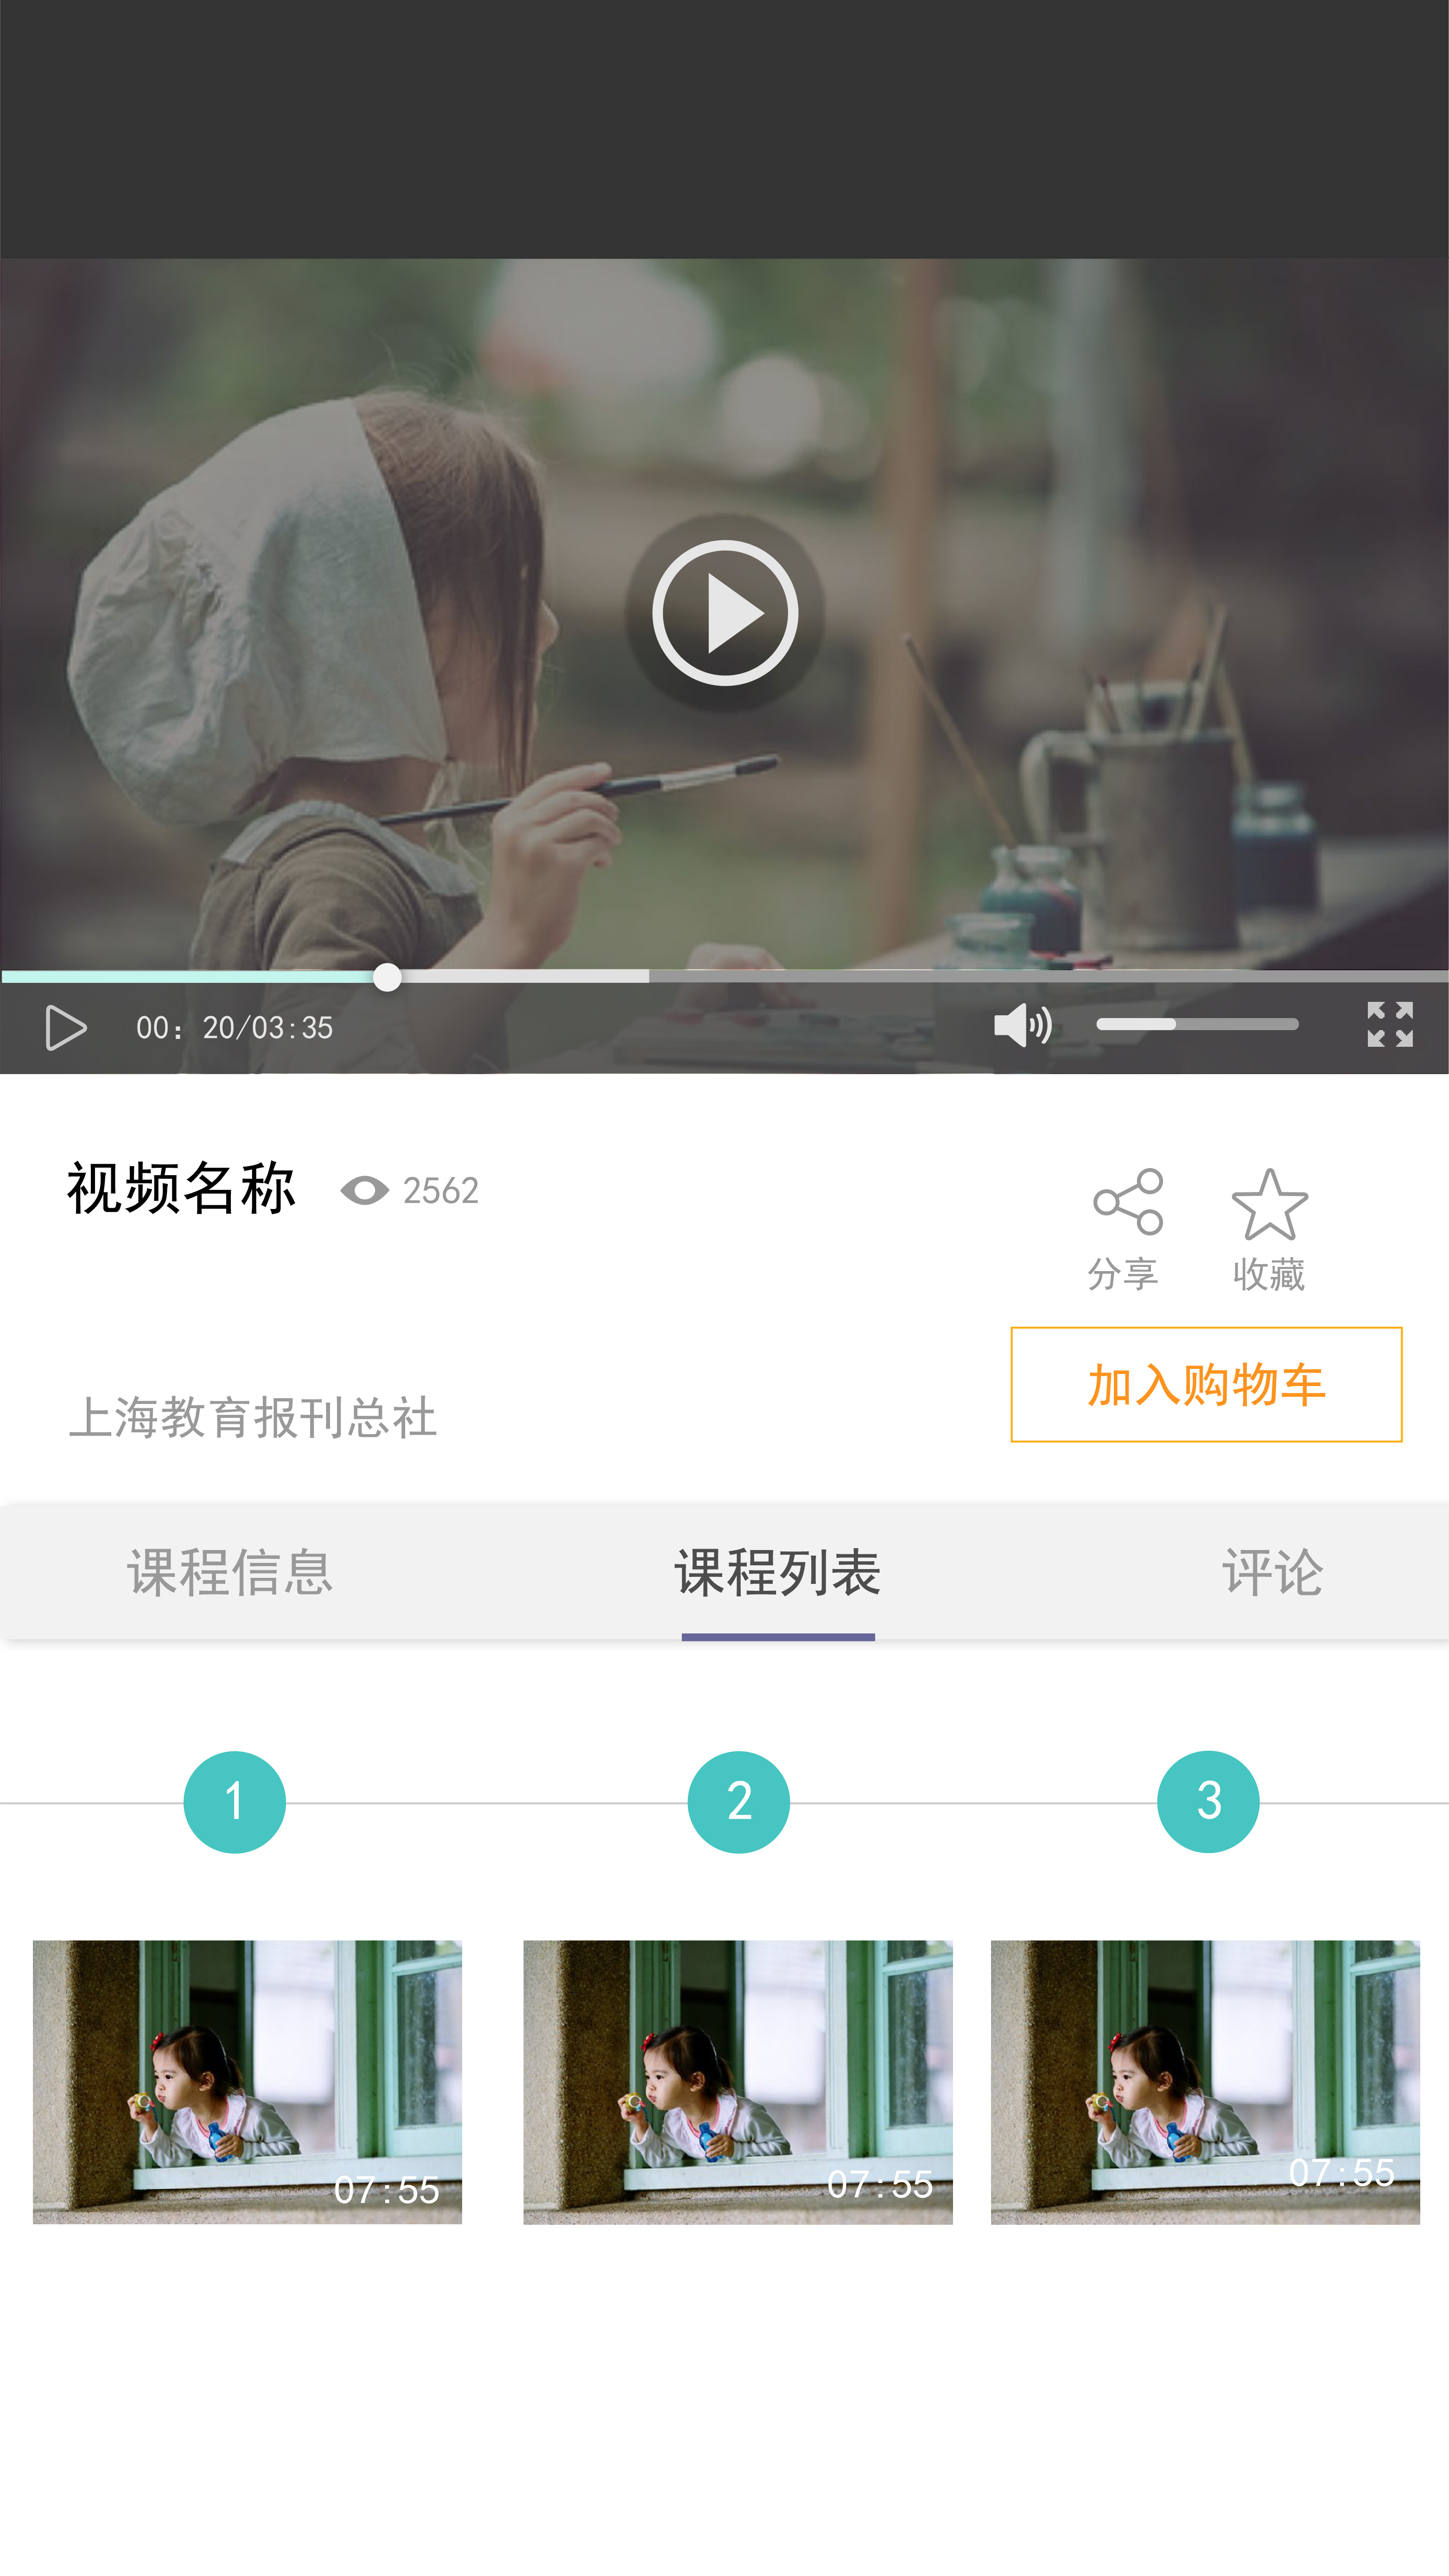 00：20/03:35
视频名称 2562
分享 收藏
加入购物车
上海教育报刊总社
课程信息 课程列表 评论
1 2 3
07:55 07:55 07:55